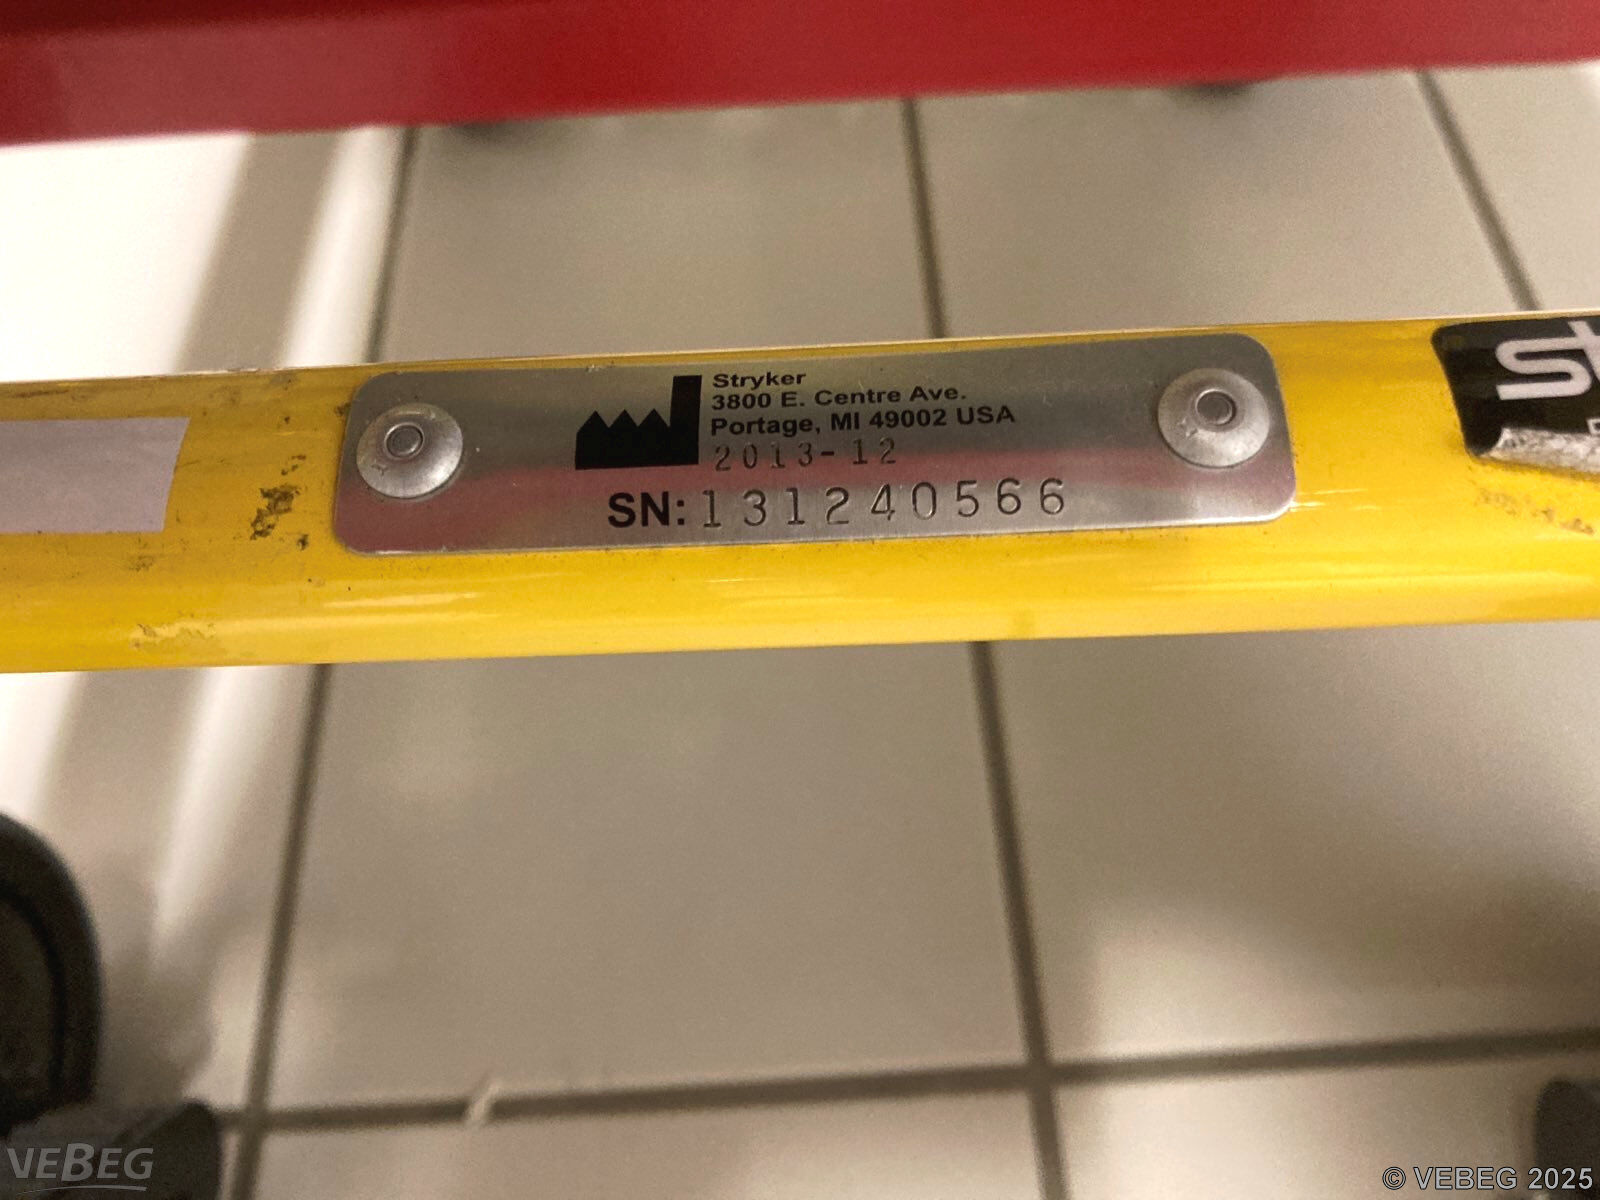 Stryker
3800 E. Centre Ave.
Portage, MI 49002 USA
2013-12
SN: 131240566
VEBEG
© VEBEG 2025